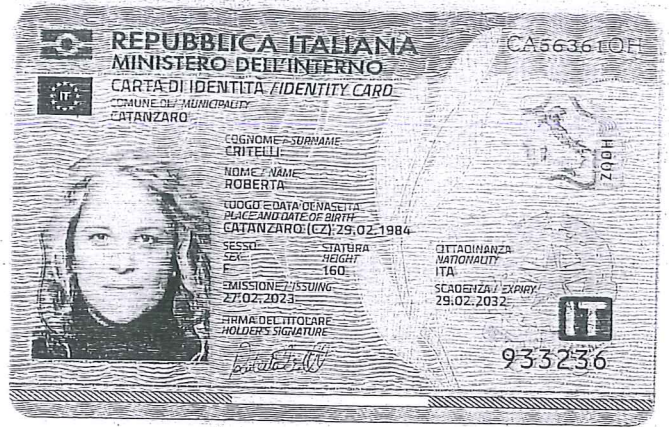 REPUBBLICA ITALIANA
CA56361OH
MINISTERO DELL'INTERNO
CARTA DI IDENTITÀ / IDENTITY CARD
IT
COMUNE DI / MUNICIPALITY
CATANZARO
COGNOME / SURNAME
CRITELLI
NOME / NAME
ROBERTA
LUOGO E DATA DI NASCITA
PLACE AND DATE OF BIRTH
CATANZARO (CZ) 29.02.1984
SESSO STATURA CITTADINANZA
SEX HEIGHT NATIONALITY
F 160 ITA
EMISSIONE / ISSUING SCADENZA / EXPIRY
27.02.2023 29.02.2032
FIRMA DEL TITOLARE
HOLDER'S SIGNATURE
IT
933236